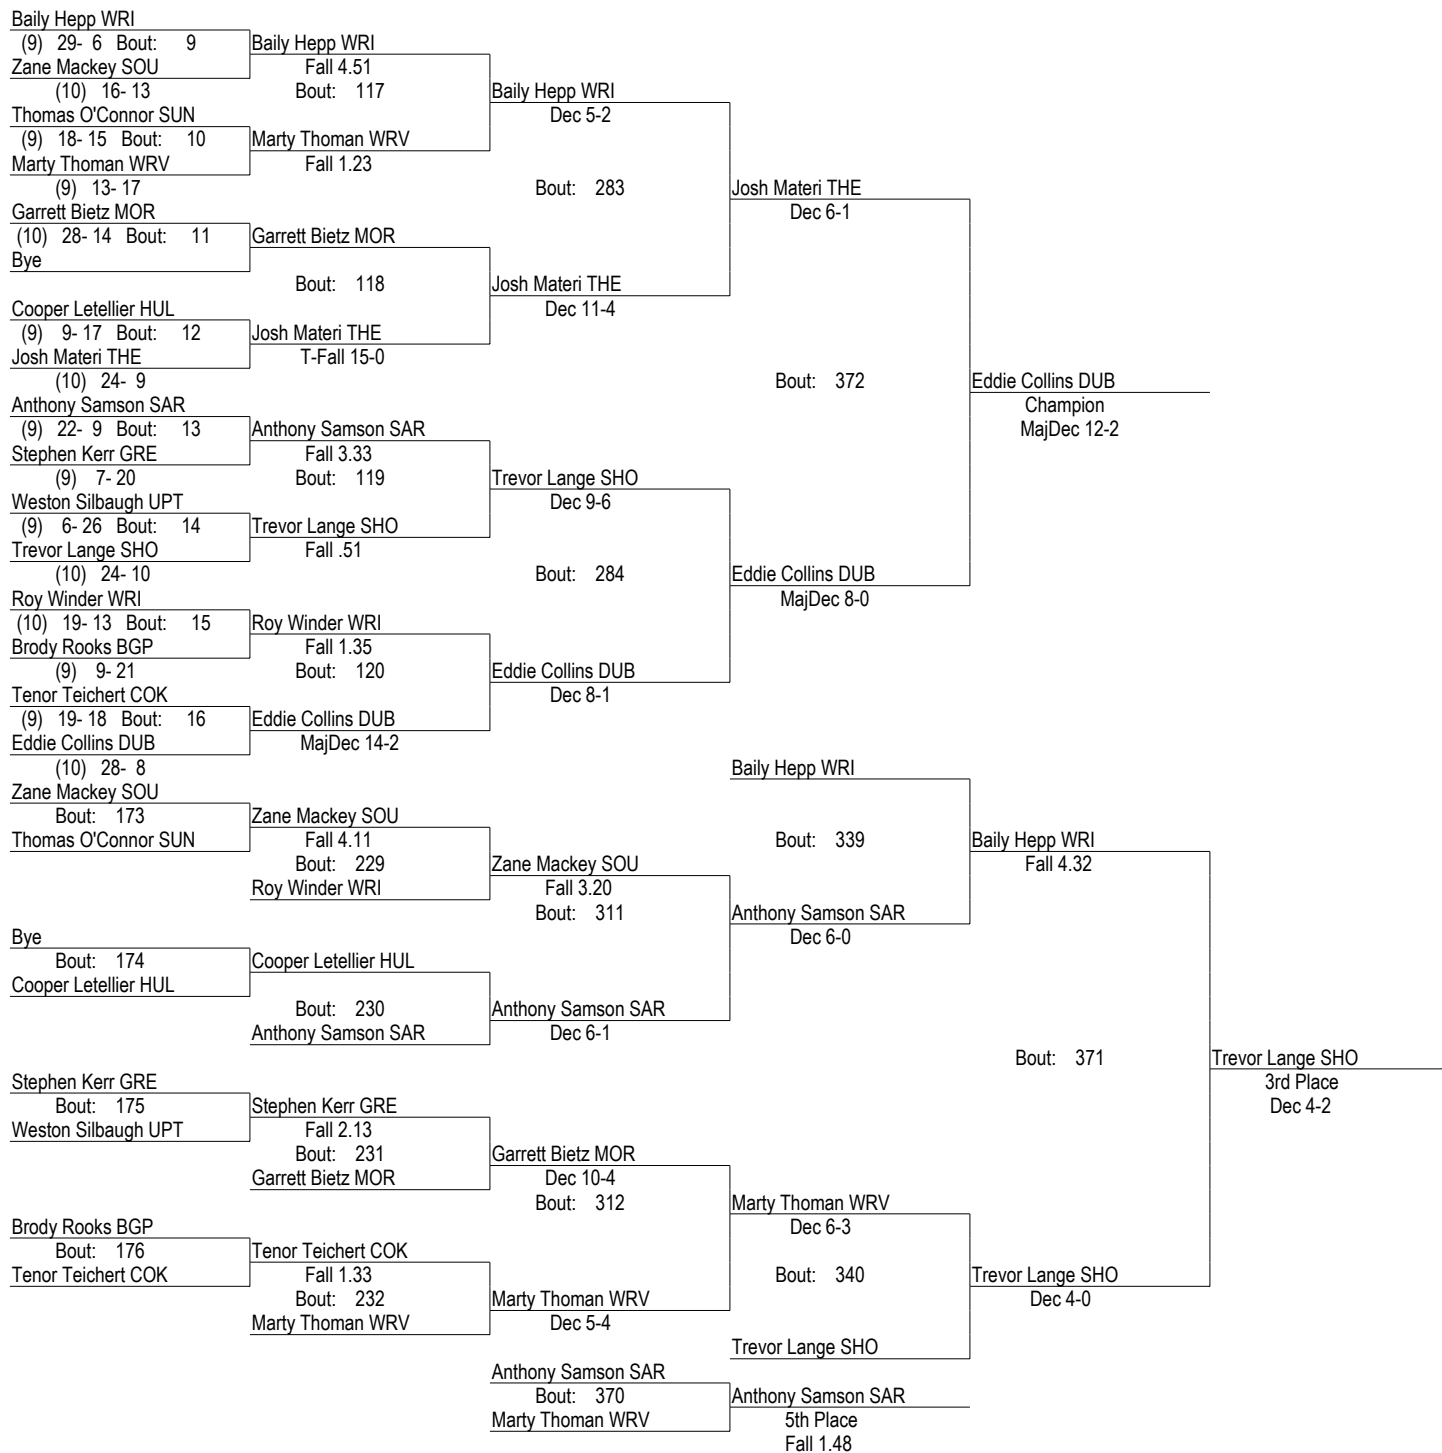 Baily Hepp WRI
(9) 29- 6 Bout: 9 Baily Hepp WRI
Zane Mackey SOU Fall 4.51
(10) 16- 13 Bout: 117 Baily Hepp WRI
Thomas O'Connor SUN Dec 5-2
(9) 18- 15 Bout: 10 Marty Thoman WRV
Marty Thoman WRV Fall 1.23
(9) 13- 17 Bout: 283 Josh Materi THE
Garrett Bietz MOR Dec 6-1
(10) 28- 14 Bout: 11 Garrett Bietz MOR
Bye
Bout: 118 Josh Materi THE
Cooper Letellier HUL Dec 11-4
(9) 9- 17 Bout: 12 Josh Materi THE
Josh Materi THE T-Fall 15-0
(10) 24- 9 Bout: 372 Eddie Collins DUB
Anthony Samson SAR Champion
(9) 22- 9 Bout: 13 Anthony Samson SAR MajDec 12-2
Stephen Kerr GRE Fall 3.33
(9) 7- 20 Bout: 119 Trevor Lange SHO
Weston Silbaugh UPT Dec 9-6
(9) 6- 26 Bout: 14 Trevor Lange SHO
Trevor Lange SHO Fall .51
(10) 24- 10 Bout: 284 Eddie Collins DUB
Roy Winder WRI MajDec 8-0
(10) 19- 13 Bout: 15 Roy Winder WRI
Brody Rooks BGP Fall 1.35
(9) 9- 21 Bout: 120 Eddie Collins DUB
Tenor Teichert COK Dec 8-1
(9) 19- 18 Bout: 16 Eddie Collins DUB
Eddie Collins DUB MajDec 14-2
(10) 28- 8 Baily Hepp WRI
Zane Mackey SOU
Bout: 173 Zane Mackey SOU
Thomas O'Connor SUN Fall 4.11 Bout: 339 Baily Hepp WRI
Bout: 229 Zane Mackey SOU Fall 4.32
Roy Winder WRI Fall 3.20
Bout: 311 Anthony Samson SAR
Bye Dec 6-0
Bout: 174 Cooper Letellier HUL
Cooper Letellier HUL
Bout: 230 Anthony Samson SAR
Anthony Samson SAR Dec 6-1
Bout: 371 Trevor Lange SHO
Stephen Kerr GRE 3rd Place
Bout: 175 Stephen Kerr GRE Dec 4-2
Weston Silbaugh UPT Fall 2.13
Bout: 231 Garrett Bietz MOR
Garrett Bietz MOR Dec 10-4
Bout: 312 Marty Thoman WRV
Brody Rooks BGP Dec 6-3
Bout: 176 Tenor Teichert COK
Tenor Teichert COK Fall 1.33 Bout: 340 Trevor Lange SHO
Bout: 232 Marty Thoman WRV Dec 4-0
Marty Thoman WRV Dec 5-4
Trevor Lange SHO
Anthony Samson SAR
Bout: 370 Anthony Samson SAR
Marty Thoman WRV 5th Place
Fall 1.48